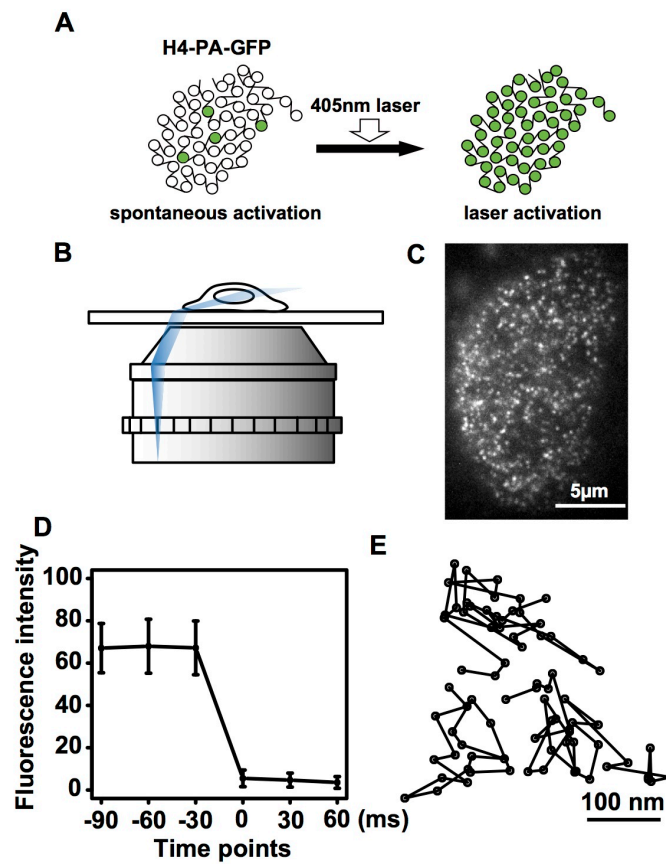 A
H4-PA-GFP
405nm laser
spontaneous activation
laser activation
B
C
5µm
D
Fluorescence intensity
100
80
60
40
20
0
-90 -60 -30 0 30 60 (ms)
Time points
E
100 nm